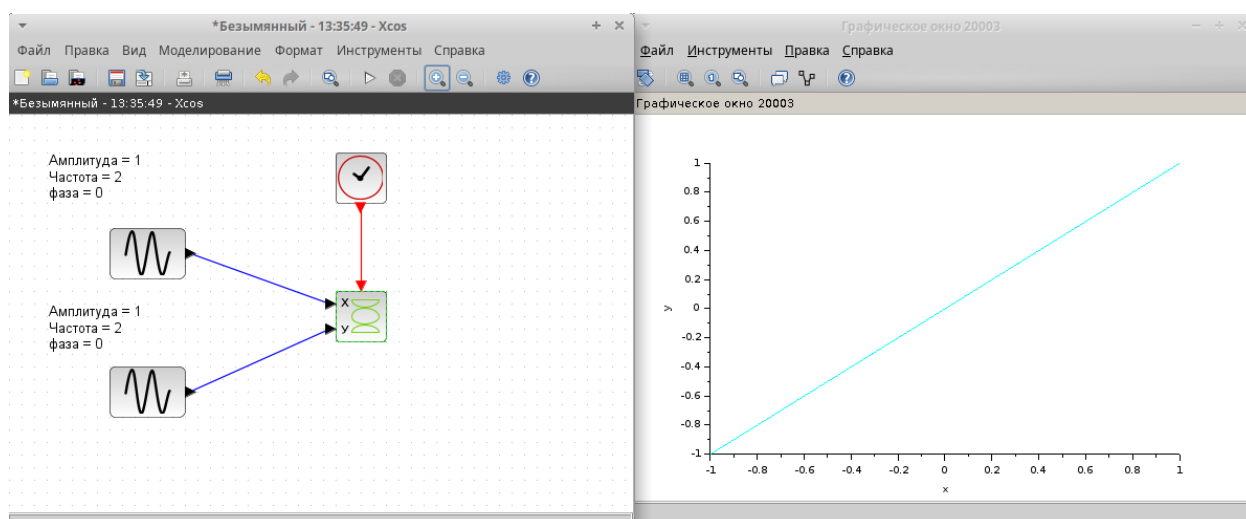 *Безымянный - 13:35:49 - Xcos
Файл Правка Вид Моделирование Формат Инструменты Справка
*Безымянный - 13:35:49 - Xcos
Амплитуда = 1
Частота = 2
фаза = 0
X
У
Амплитуда = 1
Частота = 2
фаза = 0
Графическое окно 20003
Файл Инструменты Правка Справка
Графическое окно 20003
1
0.8
0.6
0.4
0.2
0
-0.2
-0.4
-0.6
-0.8
-1
y
-1 -0.8 -0.6 -0.4 -0.2 0 0.2 0.4 0.6 0.8 1
x